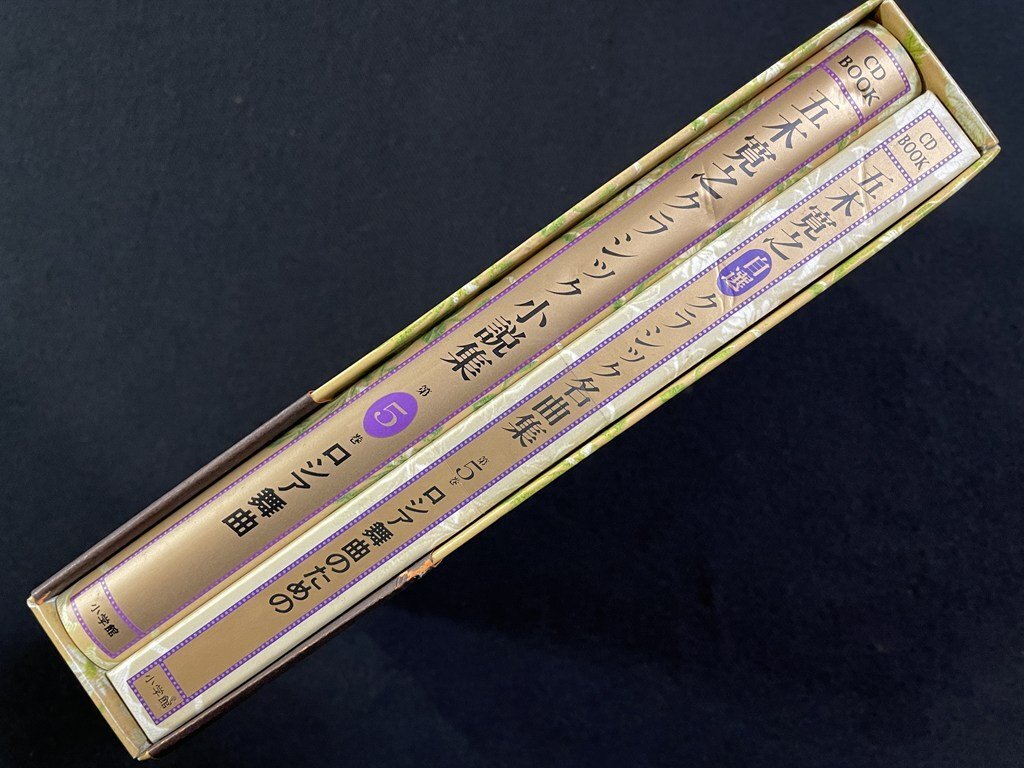 CD
BOOK
五木寛之クラシック小説集
第5巻
ロシア舞曲
小学館
CD
BOOK
五木寛之自選クラシック名曲集
第5巻
ロシア舞曲のための
小学館